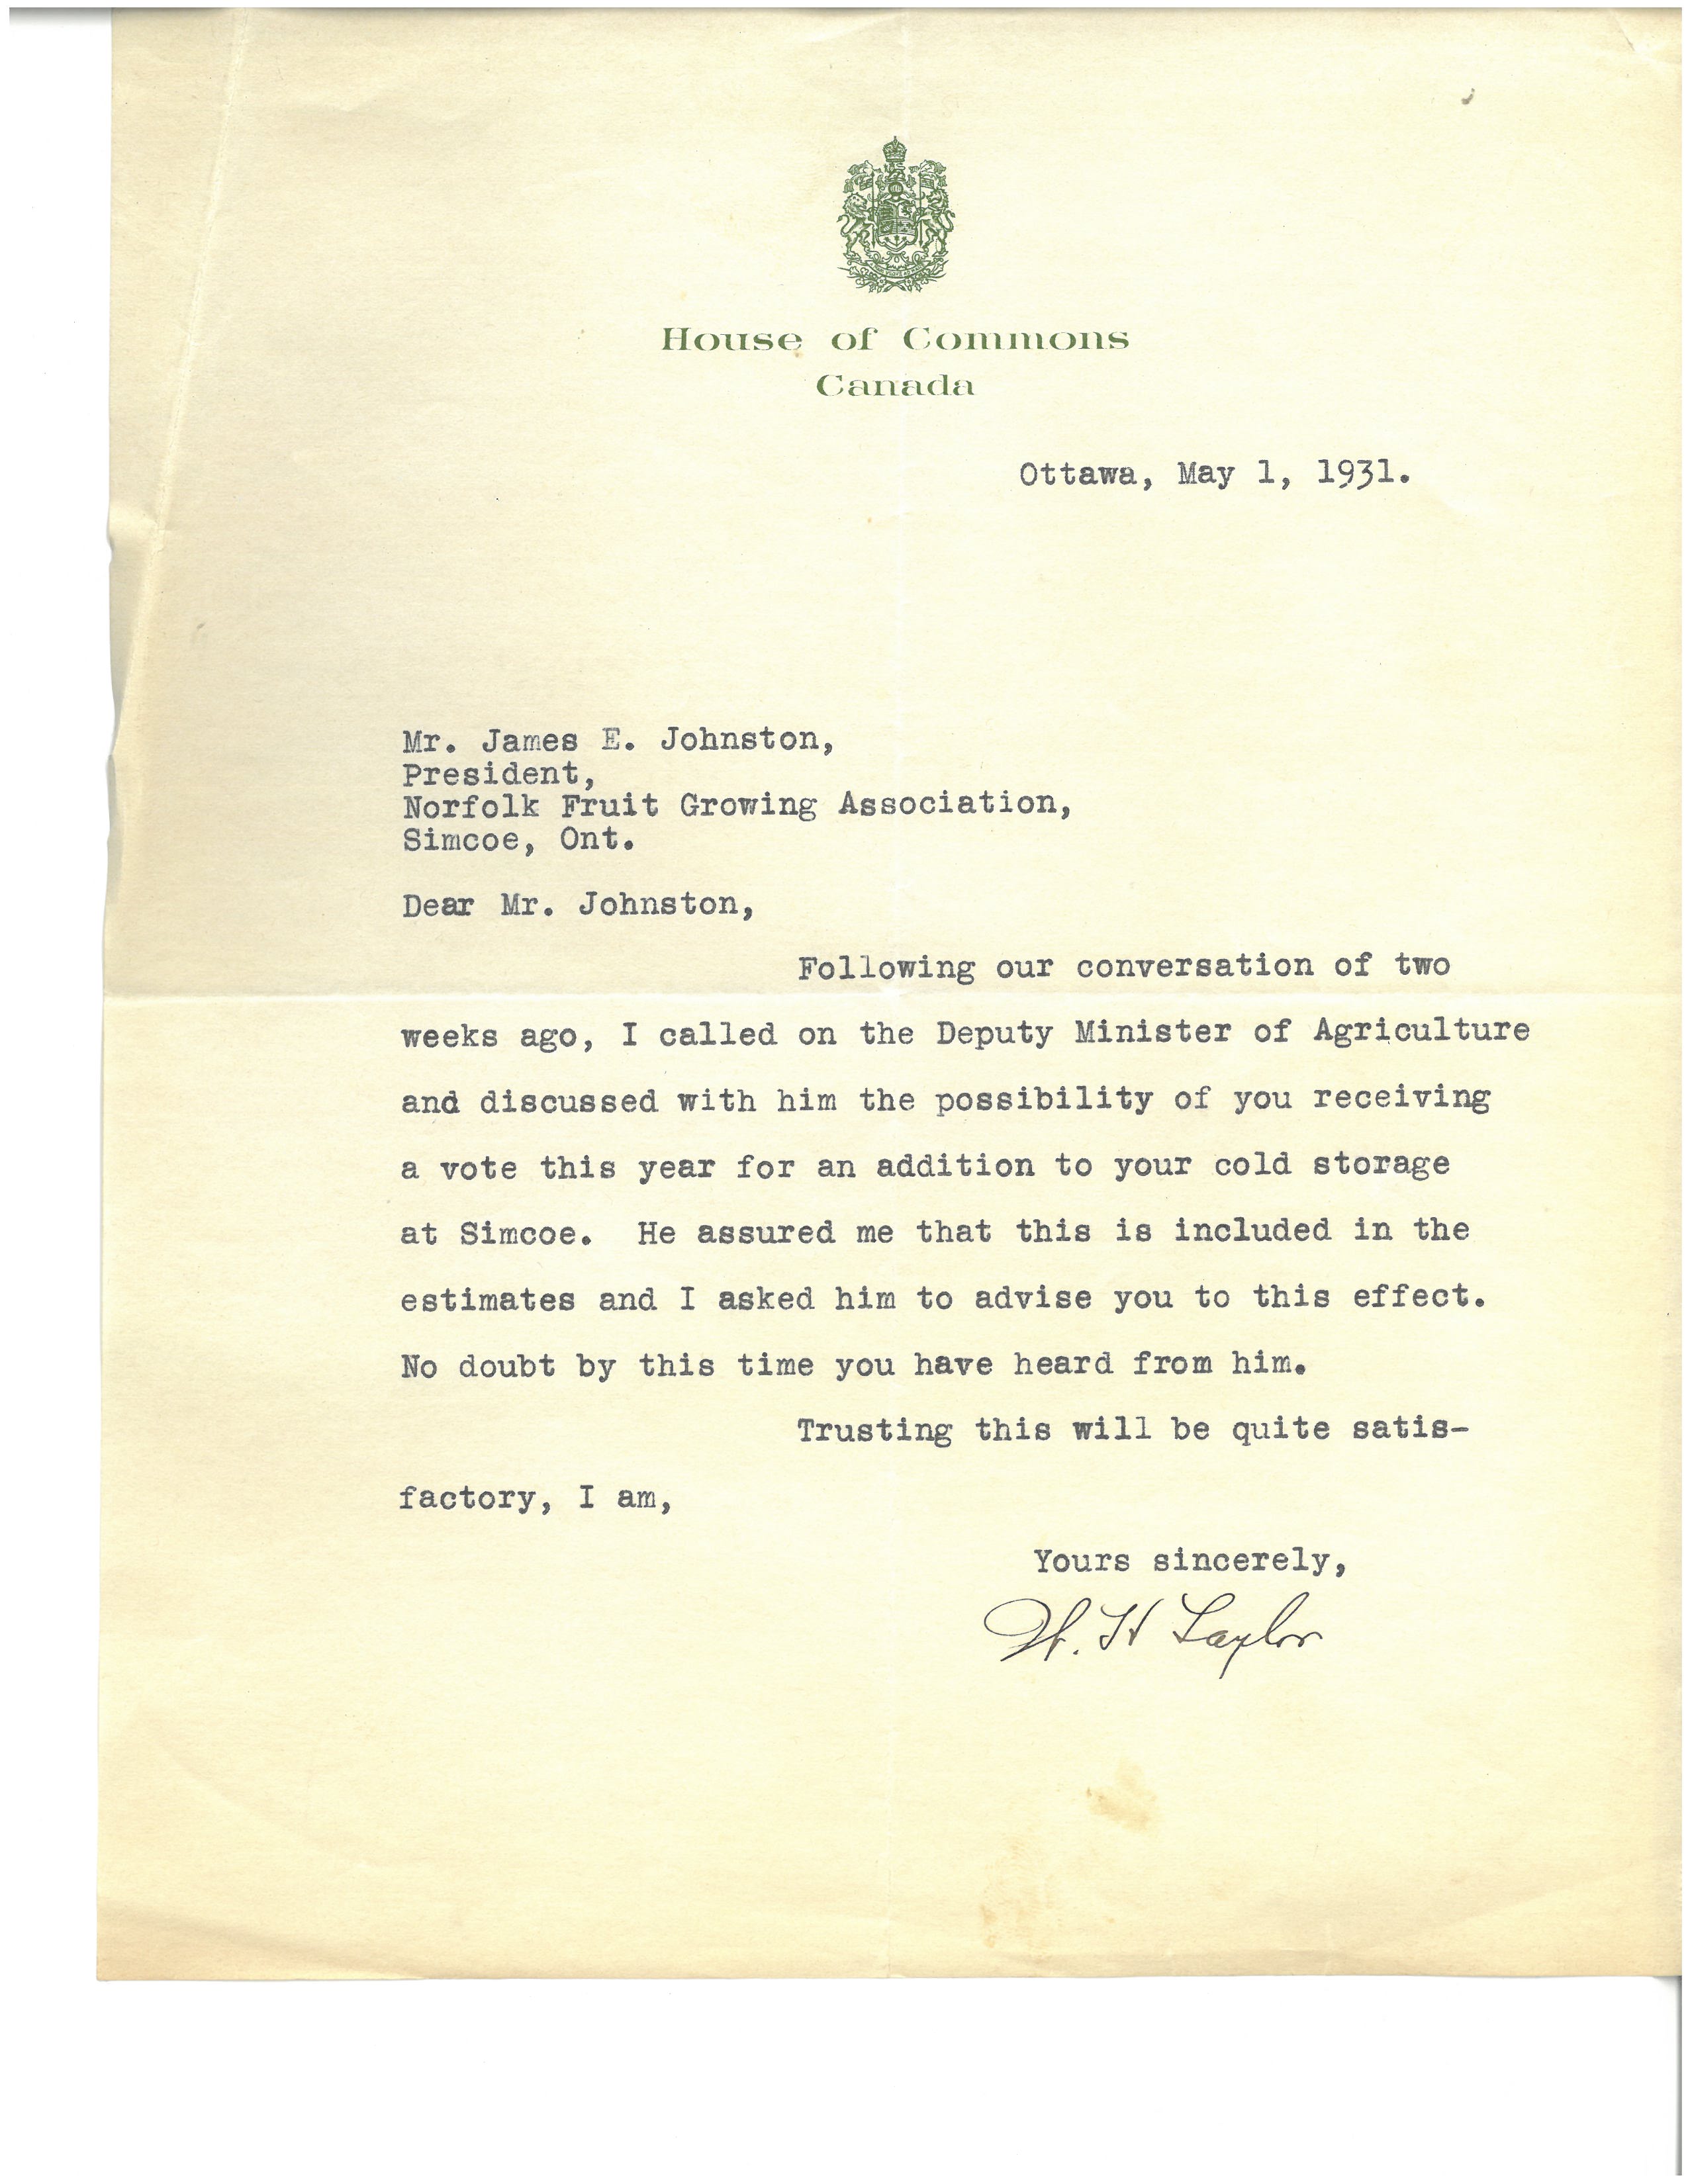 House of Commons
Canada
Ottawa, May 1, 1931.
Mr. James E. Johnston,
President,
Norfolk Fruit Growing Association,
Simcoe, Ont.
Dear Mr. Johnston,
Following our conversation of two
weeks ago, I called on the Deputy Minister of Agriculture
and discussed with him the possibility of you receiving
a vote this year for an addition to your cold storage
at Simcoe. He assured me that this is included in the
estimates and I asked him to advise you to this effect.
No doubt by this time you have heard from him.
Trusting this will be quite satis-
factory, I am,
Yours sincerely,
W. H Taylor